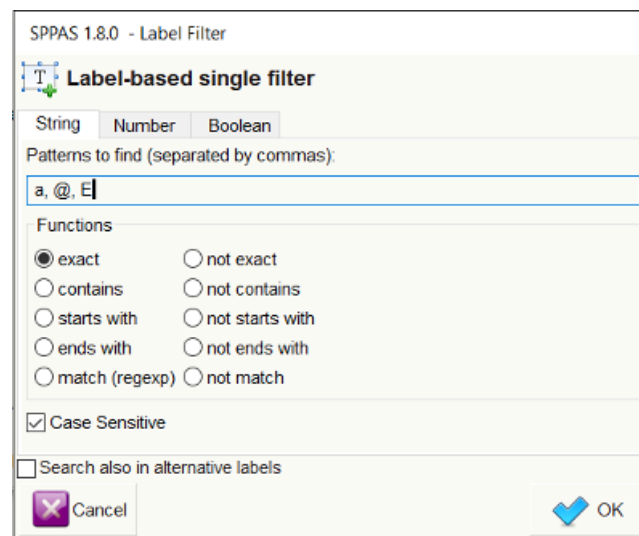 SPPAS 1.8.0 - Label Filter
T Label-based single filter
String Number Boolean
Patterns to find (separated by commas):
a, @, E
Functions
exact not exact
contains not contains
starts with not starts with
ends with not ends with
match (regexp) not match
Case Sensitive
Search also in alternative labels
Cancel OK